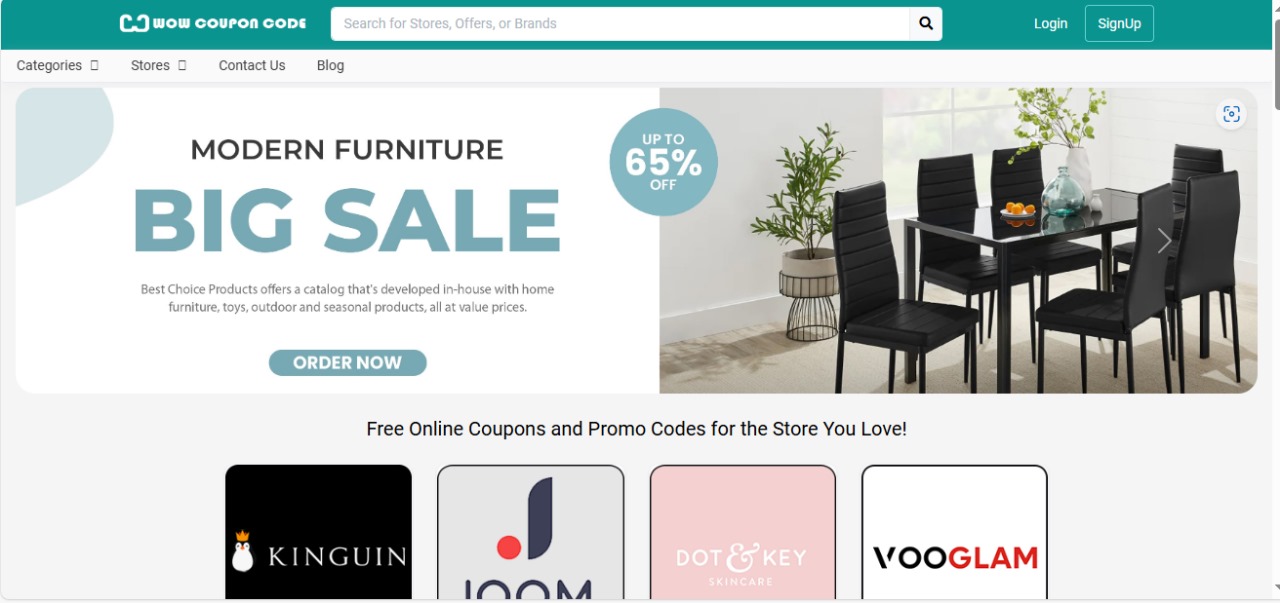 WOW COUPON CODE
Search for Stores, Offers, or Brands
Login
SignUp
Categories
Stores
Contact Us
Blog
MODERN FURNITURE
BIG SALE
UP TO
65%
OFF
Best Choice Products offers a catalog that's developed in-house with home
furniture, toys, outdoor and seasonal products, all at value prices.
ORDER NOW
Free Online Coupons and Promo Codes for the Store You Love!
KINGUIN
JOOM
DOT & KEY
SKINCARE
VOOGLAM